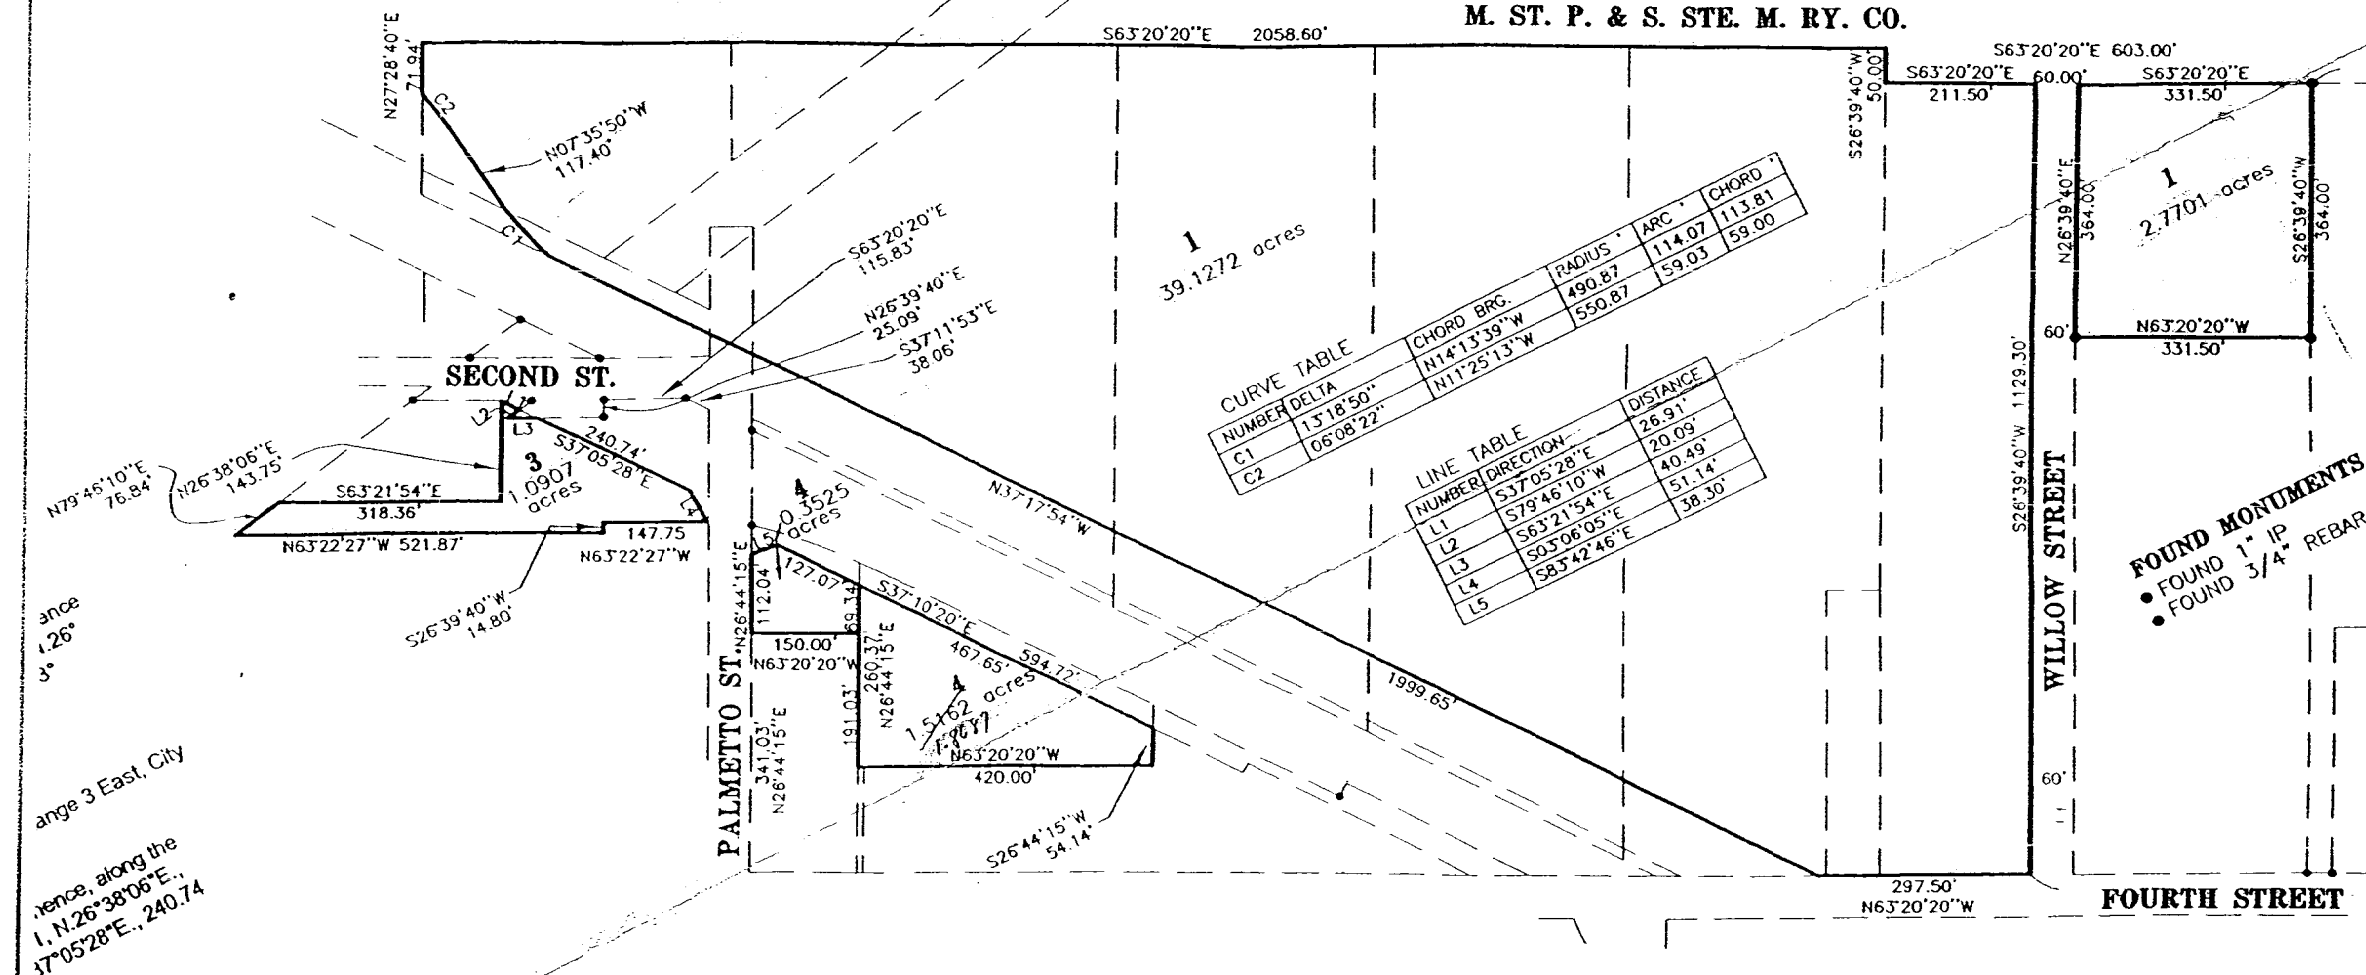 M. ST. P. & S. STE. M. RY. CO.
S63°20'20"E 2058.60'
S63°20'20"E 603.00'
S63°20'20"E
211.50'
60.00'
S63°20'20"E
331.50'
N27°28'40"E
71.94'
C2
N07°35'50"W
117.40'
C1
S26°39'40"W
50.00'
N26°39'40"E
364.00'
1
2.7701 acres
S26°39'40"W
364.00'
N63°20'20"W
331.50'
60'
S63°20'20"E
115.83'
N26°39'40"E
25.09'
S37°11'53"E
38.06'
1
39.1272 acres
CURVE TABLE
NUMBER DELTA CHORD BRG. RADIUS ' ARC ' CHORD '
C1 13°18'50" N14°13'39"W 490.87 114.07 113.81
C2 06°08'22" N11°25'13"W 550.87 59.03 59.00
LINE TABLE
NUMBER DIRECTION DISTANCE
L1 S37°05'28"E 26.91'
L2 S79°46'10"W 20.09'
L3 S63°21'54"E 40.49'
L4 S03°06'05"E 51.14'
L5 S83°42'46"E 38.30'
SECOND ST.
L2
L3
240.74'
S37°05'28"E
3
1.0907
acres
L4
N79°46'10"E
76.84'
N26°38'06"E
143.75'
S63°21'54"E
318.36'
N63°22'27"W 521.87'
147.75
N63°22'27"W
S26°39'40"W
14.80'
4
0.3525
acres
L5
N26°44'15"E
112.04'
127.07'
69.34'
150.00'
N63°20'20"W
S37°10'20"E
467.65'
594.72'
260.37'
N26°44'15"E
191.03'
4
1.5162 acres
1.8687
N63°20'20"W
420.00'
S26°44'15"W
54.14'
PALMETTO ST.
341.03'
N26°44'15"E
N37°17'54"W
1999.65'
S26°39'40"W 1129.30'
WILLOW STREET
60'
FOUND MONUMENTS
FOUND 1" IP
FOUND 3/4" REBAR
297.50'
N63°20'20"W
FOURTH STREET
ance
1.26°
3°
ange 3 East, City
hence, along the
N.26°38'06"E.,
37°05'28"E., 240.74